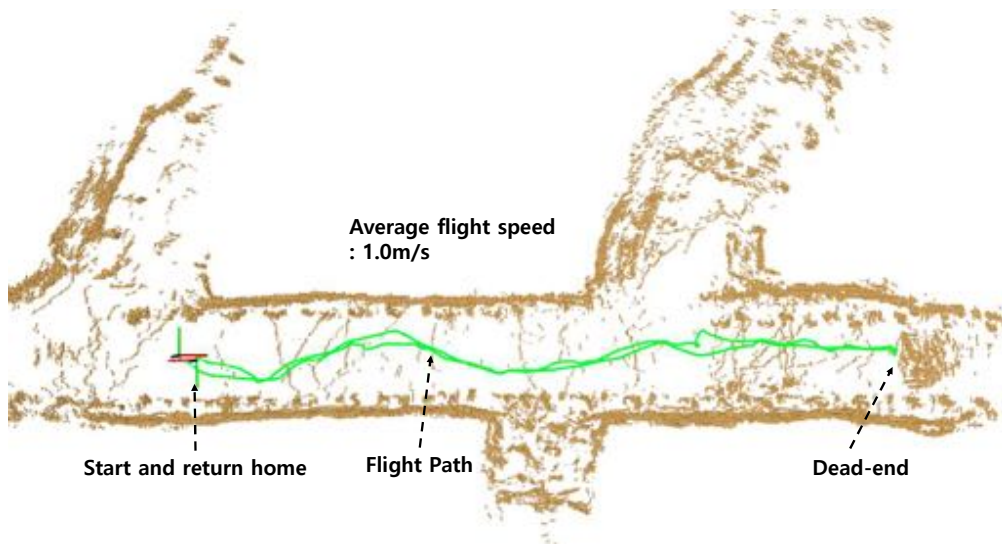 Average flight speed
: 1.0m/s
Start and return home
Flight Path
Dead-end